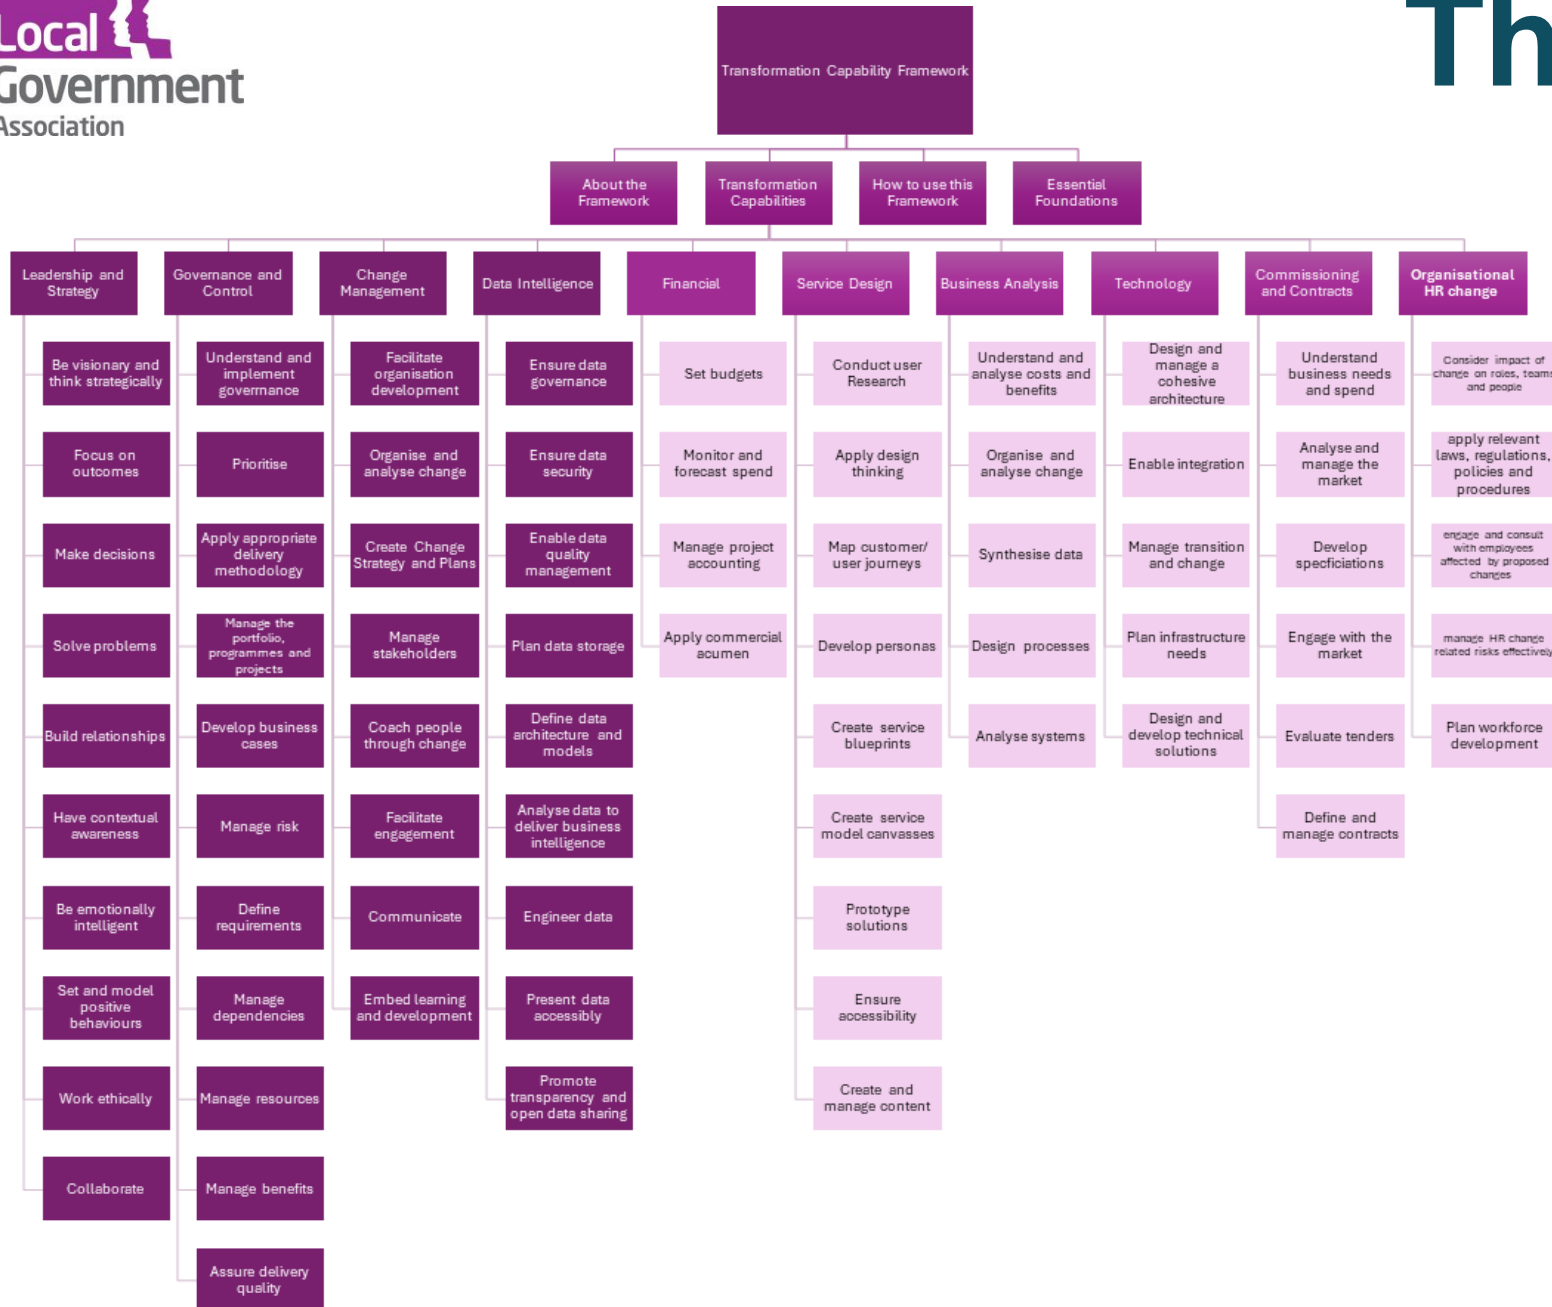 Local
Government
Association
Th
Transformation Capability Framework
About the
Framework
Transformation
Capabilities
How to use this
Framework
Essential
Foundations
Leadership and
Strategy
Be visionary and
think strategically
Focus on
outcomes
Make decisions
Solve problems
Build relationships
Have contextual
awareness
Be emotionally
intelligent
Set and model
positive
behaviours
Work ethically
Collaborate
Governance and
Control
Understand and
implement
goverrnance
Prioritise
Apply appropriate
delivery
methodology
Manage the
portfolio,
programmes and
projects
Develop business
cases
Manage risk
Define
requirements
Manage
dependencies
Manage resources
Manage benefits
Assure delivery
quality
Change
Management
Facilitate
organisation
development
Organise and
analyse change
Create Change
Strategy and Plans
Manage
stakeholders
Coach people
through change
Facilitate
engagement
Communicate
Embed learning
and development
Data Intelligence
Ensure data
governance
Ensure data
security
Enable data
quality
management
Plan data storage
Define data
architecture and
models
Analyse data to
deliver business
intelligence
Engineer data
Present data
accessibly
Promote
transparency and
open data sharing
Financial
Set budgets
Monitor and
forecast spend
Manage project
accounting
Apply commercial
acumen
Service Design
Conduct user
Research
Apply design
thinking
Map customer/
user journeys
Develop personas
Create service
blueprints
Create service
model canvasses
Prototype
solutions
Ensure
accessibility
Create and
manage content
Business Analysis
Understand and
analyse costs and
benefits
Organise and
analyse change
Synthesise data
Design processes
Analyse systems
Technology
Design and
manage a
cohesive
architecture
Enable integration
Manage transition
and change
Plan infrastructure
needs
Design and
develop technical
solutions
Commissioning
and Contracts
Understand
business needs
and spend
Analyse and
manage the
market
Develop
specficiations
Engage with the
market
Evaluate tenders
Define and
manage contracts
Organisational
HR change
Consider impact of
change on roles, teams
and people
apply relevant
laws, regulations,
policies and
procedures
engage and consult
with employees
affected by proposed
changes
manage HR change
related risks effectively
Plan workforce
development